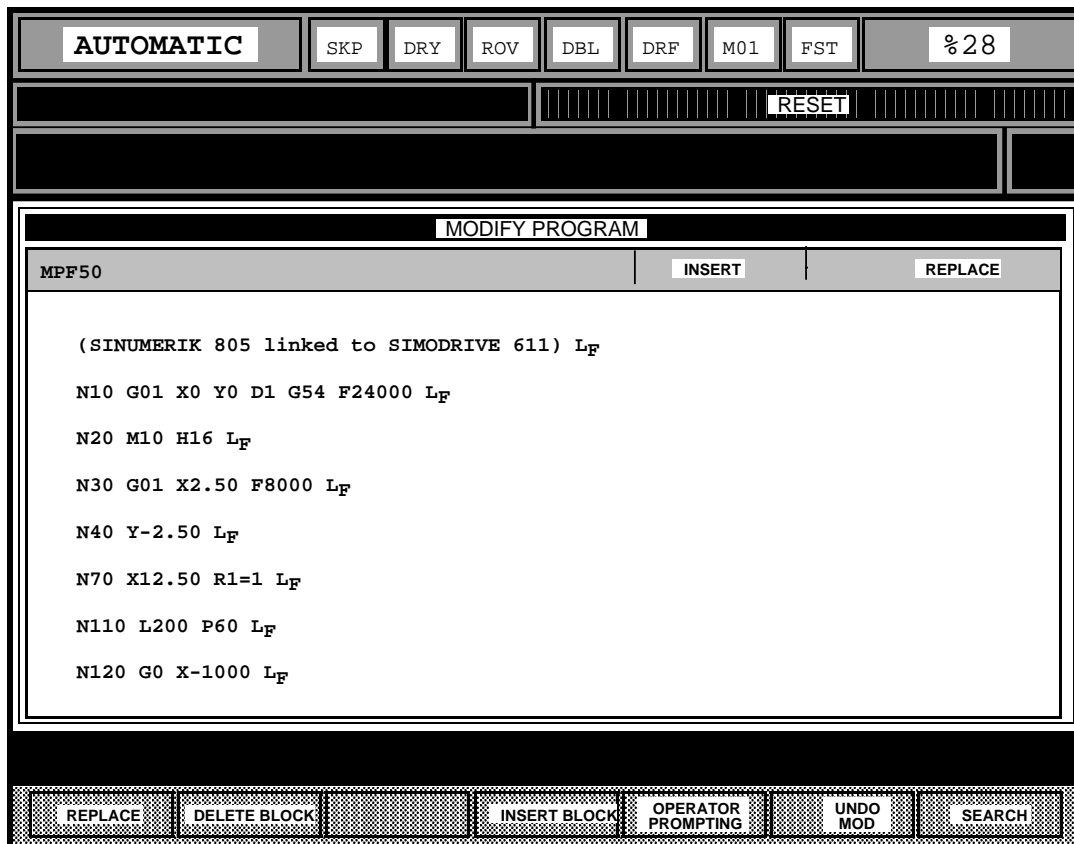 AUTOMATIC SKP DRY ROV DBL DRF M01 FST %28
RESET
MODIFY PROGRAM
MPF50 INSERT REPLACE
(SINUMERIK 805 linked to SIMODRIVE 611) LF
N10 G01 X0 Y0 D1 G54 F24000 LF
N20 M10 H16 LF
N30 G01 X2.50 F8000 LF
N40 Y-2.50 LF
N70 X12.50 R1=1 LF
N110 L200 P60 LF
N120 G0 X-1000 LF
REPLACE DELETE BLOCK INSERT BLOCK OPERATOR PROMPTING UNDO MOD SEARCH